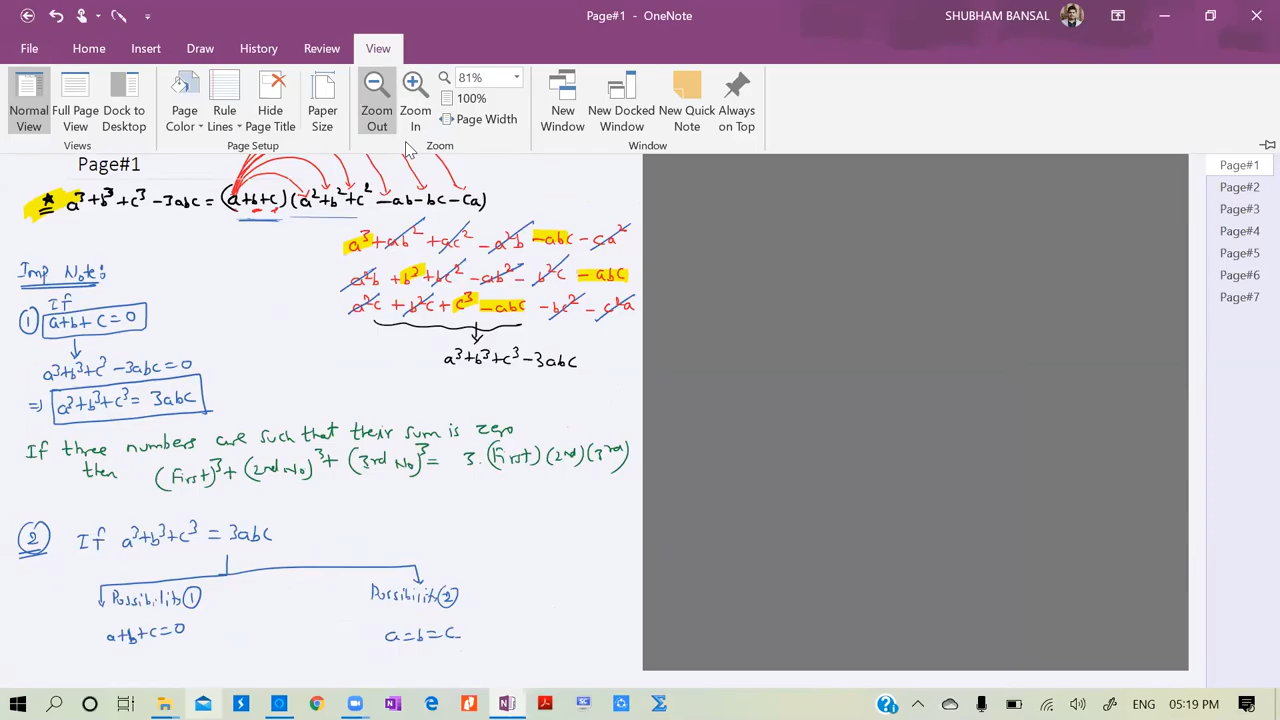 Page#1 - OneNote
SHUBHAM BANSAL
File Home Insert Draw History Review View
Normal View
Full Page View
Dock to Desktop
Views
Page Color
Rule Lines
Hide Page Title
Paper Size
Page Setup
Zoom Out
Zoom In
81%
100%
Page Width
Zoom
New Window
New Docked Window
New Quick Note
Always on Top
Window
Page#1
a³+b³+c³-3abc = (a+b+c)(a²+b²+c²-ab-bc-ca)
a³+ab²+ac²-a²b-abc-ca²
a²b+b³+bc²-ab²-b²c-abc
a²c+b²c+c³-abc-bc²-c²a
a³+b³+c³-3abc
Imp Note:
If
① a+b+c=0
a³+b³+c³-3abc=0
=> a³+b³+c³= 3abc
If three numbers are such that their sum is zero
then (First)³+(2nd No)³+(3rd No)³= 3.(First)(2nd)(3rd)
② If a³+b³+c³ = 3abc
Possibility① Possibility②
a+b+c=0 a=b=c
Page#1
Page#2
Page#3
Page#4
Page#5
Page#6
Page#7
ENG 05:19 PM